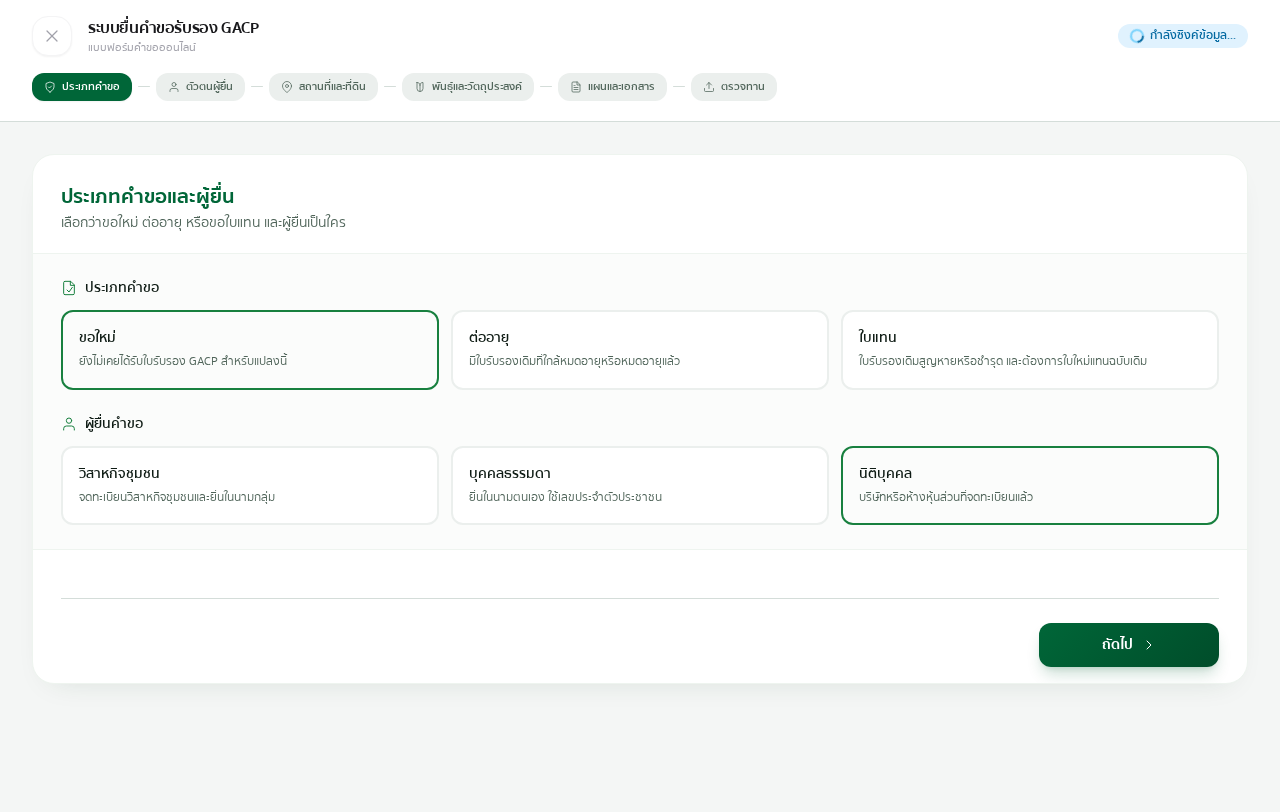 ระบบยื่นคำขอรับรอง GACP
แบบฟอร์มคำขอออนไลน์
กำลังซิงค์ข้อมูล...
ประเภทคำขอ
ตัวตนผู้ยื่น
สถานที่และที่ดิน
พันธุ์และวัตถุประสงค์
แผนและเอกสาร
ตรวจทาน
ประเภทคำขอและผู้ยื่น
เลือกว่าขอใหม่ ต่ออายุ หรือขอใบแทน และผู้ยื่นเป็นใคร
ประเภทคำขอ
ขอใหม่
ยังไม่เคยได้รับใบรับรอง GACP สำหรับแปลงนี้
ต่ออายุ
มีใบรับรองเดิมที่ใกล้หมดอายุหรือหมดอายุแล้ว
ใบแทน
ใบรับรองเดิมสูญหายหรือชำรุด และต้องการใบใหม่แทนฉบับเดิม
ผู้ยื่นคำขอ
วิสาหกิจชุมชน
จดทะเบียนวิสาหกิจชุมชนและยื่นในนามกลุ่ม
บุคคลธรรมดา
ยื่นในนามตนเอง ใช้เลขประจำตัวประชาชน
นิติบุคคล
บริษัทหรือห้างหุ้นส่วนที่จดทะเบียนแล้ว
ถัดไป